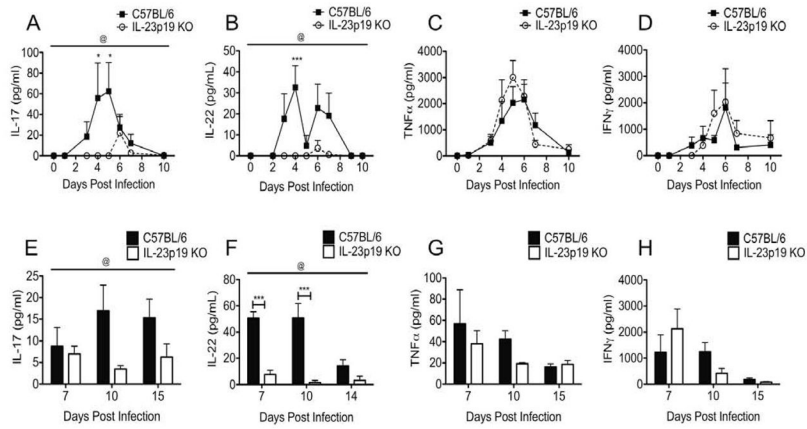 A
C57BL/6
IL-23p19 KO
@
* *
IL-17 (pg/ml)
100
80
60
40
20
0
0 2 4 6 8 10
Days Post Infection
B
C57BL/6
IL-23p19 KO
@
***
IL-22 (pg/mL)
50
40
30
20
10
0
0 2 4 6 8 10
Days Post Infection
C
C57BL/6
IL-23p19 KO
TNFα (pg/ml)
4000
3000
2000
1000
0
0 2 4 6 8 10
Days Post Infection
D
C57BL/6
IL-23p19 KO
IFNγ (pg/ml)
4000
3000
2000
1000
0
0 2 4 6 8 10
Days Post Infection
E
C57BL/6
IL-23p19 KO
@
IL-17 (pg/ml)
25
20
15
10
5
0
7 10 15
Days Post Infection
F
C57BL/6
IL-23p19 KO
@
*** ***
IL-22 (pg/mL)
80
60
40
20
0
7 10 14
Days Post Infection
G
C57BL/6
IL-23p19 KO
TNFα (pg/ml)
100
80
60
40
20
0
7 10 15
Days Post Infection
H
C57BL/6
IL-23p19 KO
IFNγ (pg/ml)
4000
3000
2000
1000
0
7 10 15
Days Post Infection